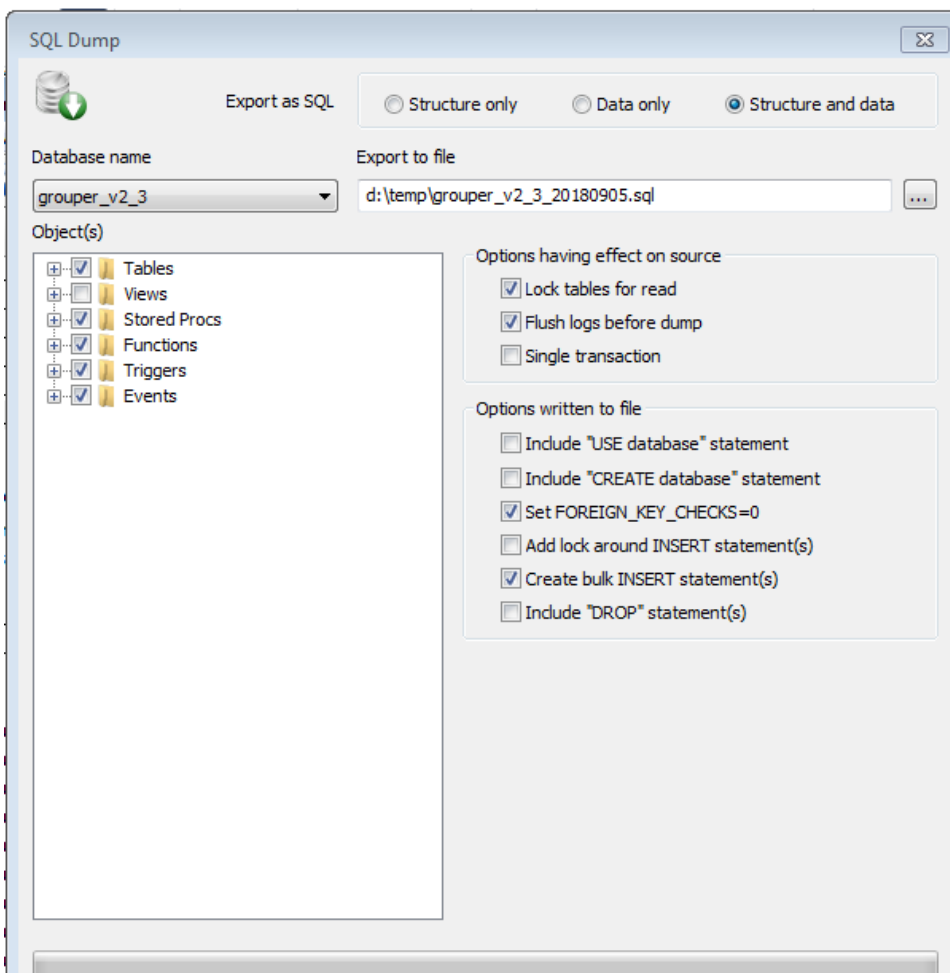 SQL Dump
Export as SQL
Structure only
Data only
Structure and data
Database name
Export to file
grouper_v2_3
d:\temp\grouper_v2_3_20180905.sql
...
Object(s)
Tables
Views
Stored Procs
Functions
Triggers
Events
Options having effect on source
Lock tables for read
Flush logs before dump
Single transaction
Options written to file
Include "USE database" statement
Include "CREATE database" statement
Set FOREIGN_KEY_CHECKS=0
Add lock around INSERT statement(s)
Create bulk INSERT statement(s)
Include "DROP" statement(s)